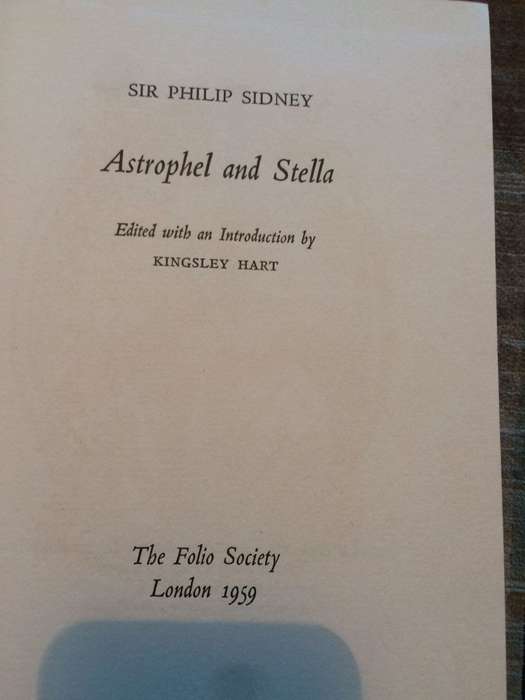 SIR PHILIP SIDNEY
Astrophel and Stella
Edited with an Introduction by
KINGSLEY HART
The Folio Society
London 1959